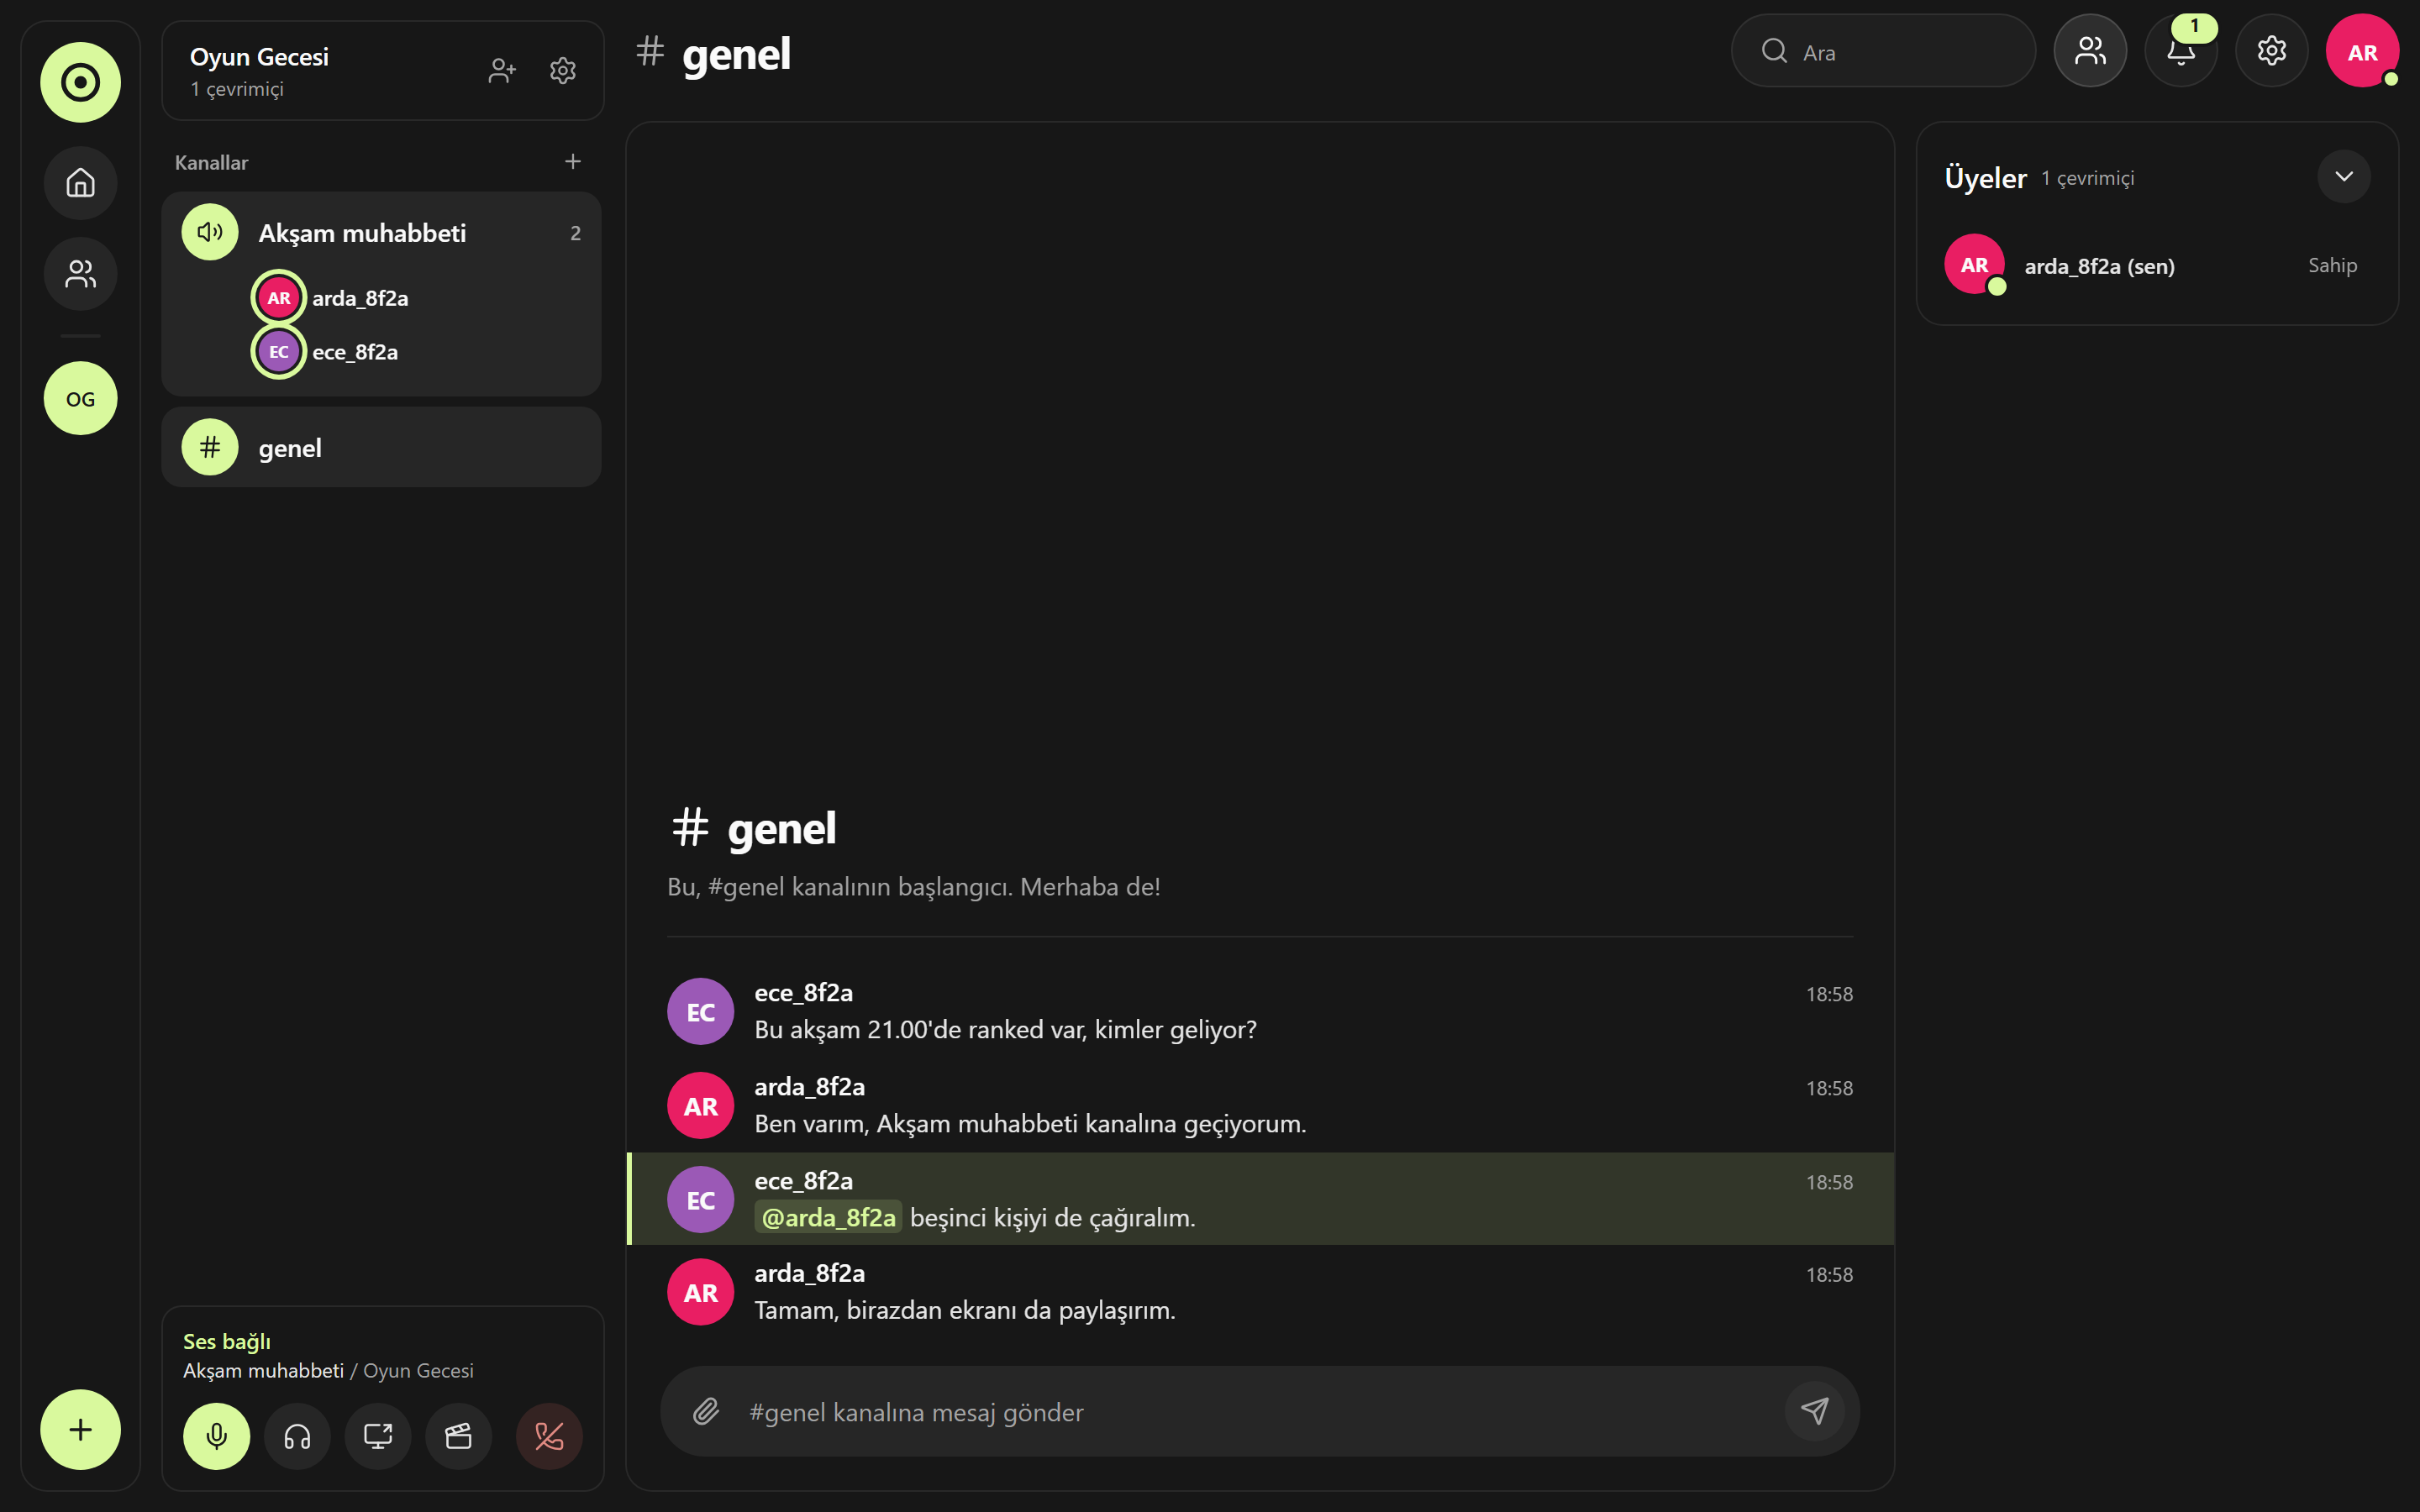 OG
Oyun Gecesi
1 çevrimiçi
Kanallar
Akşam muhabbeti
2
AR
arda_8f2a
EC
ece_8f2a
# genel
Ses bağlı
Akşam muhabbeti / Oyun Gecesi
# genel
Ara
1
AR
# genel
Bu, #genel kanalının başlangıcı. Merhaba de!
EC
ece_8f2a
18:58
Bu akşam 21.00'de ranked var, kimler geliyor?
AR
arda_8f2a
18:58
Ben varım, Akşam muhabbeti kanalına geçiyorum.
EC
ece_8f2a
18:58
@arda_8f2a beşinci kişiyi de çağıralım.
AR
arda_8f2a
18:58
Tamam, birazdan ekranı da paylaşırım.
#genel kanalına mesaj gönder
Üyeler 1 çevrimiçi
AR
arda_8f2a (sen)
Sahip